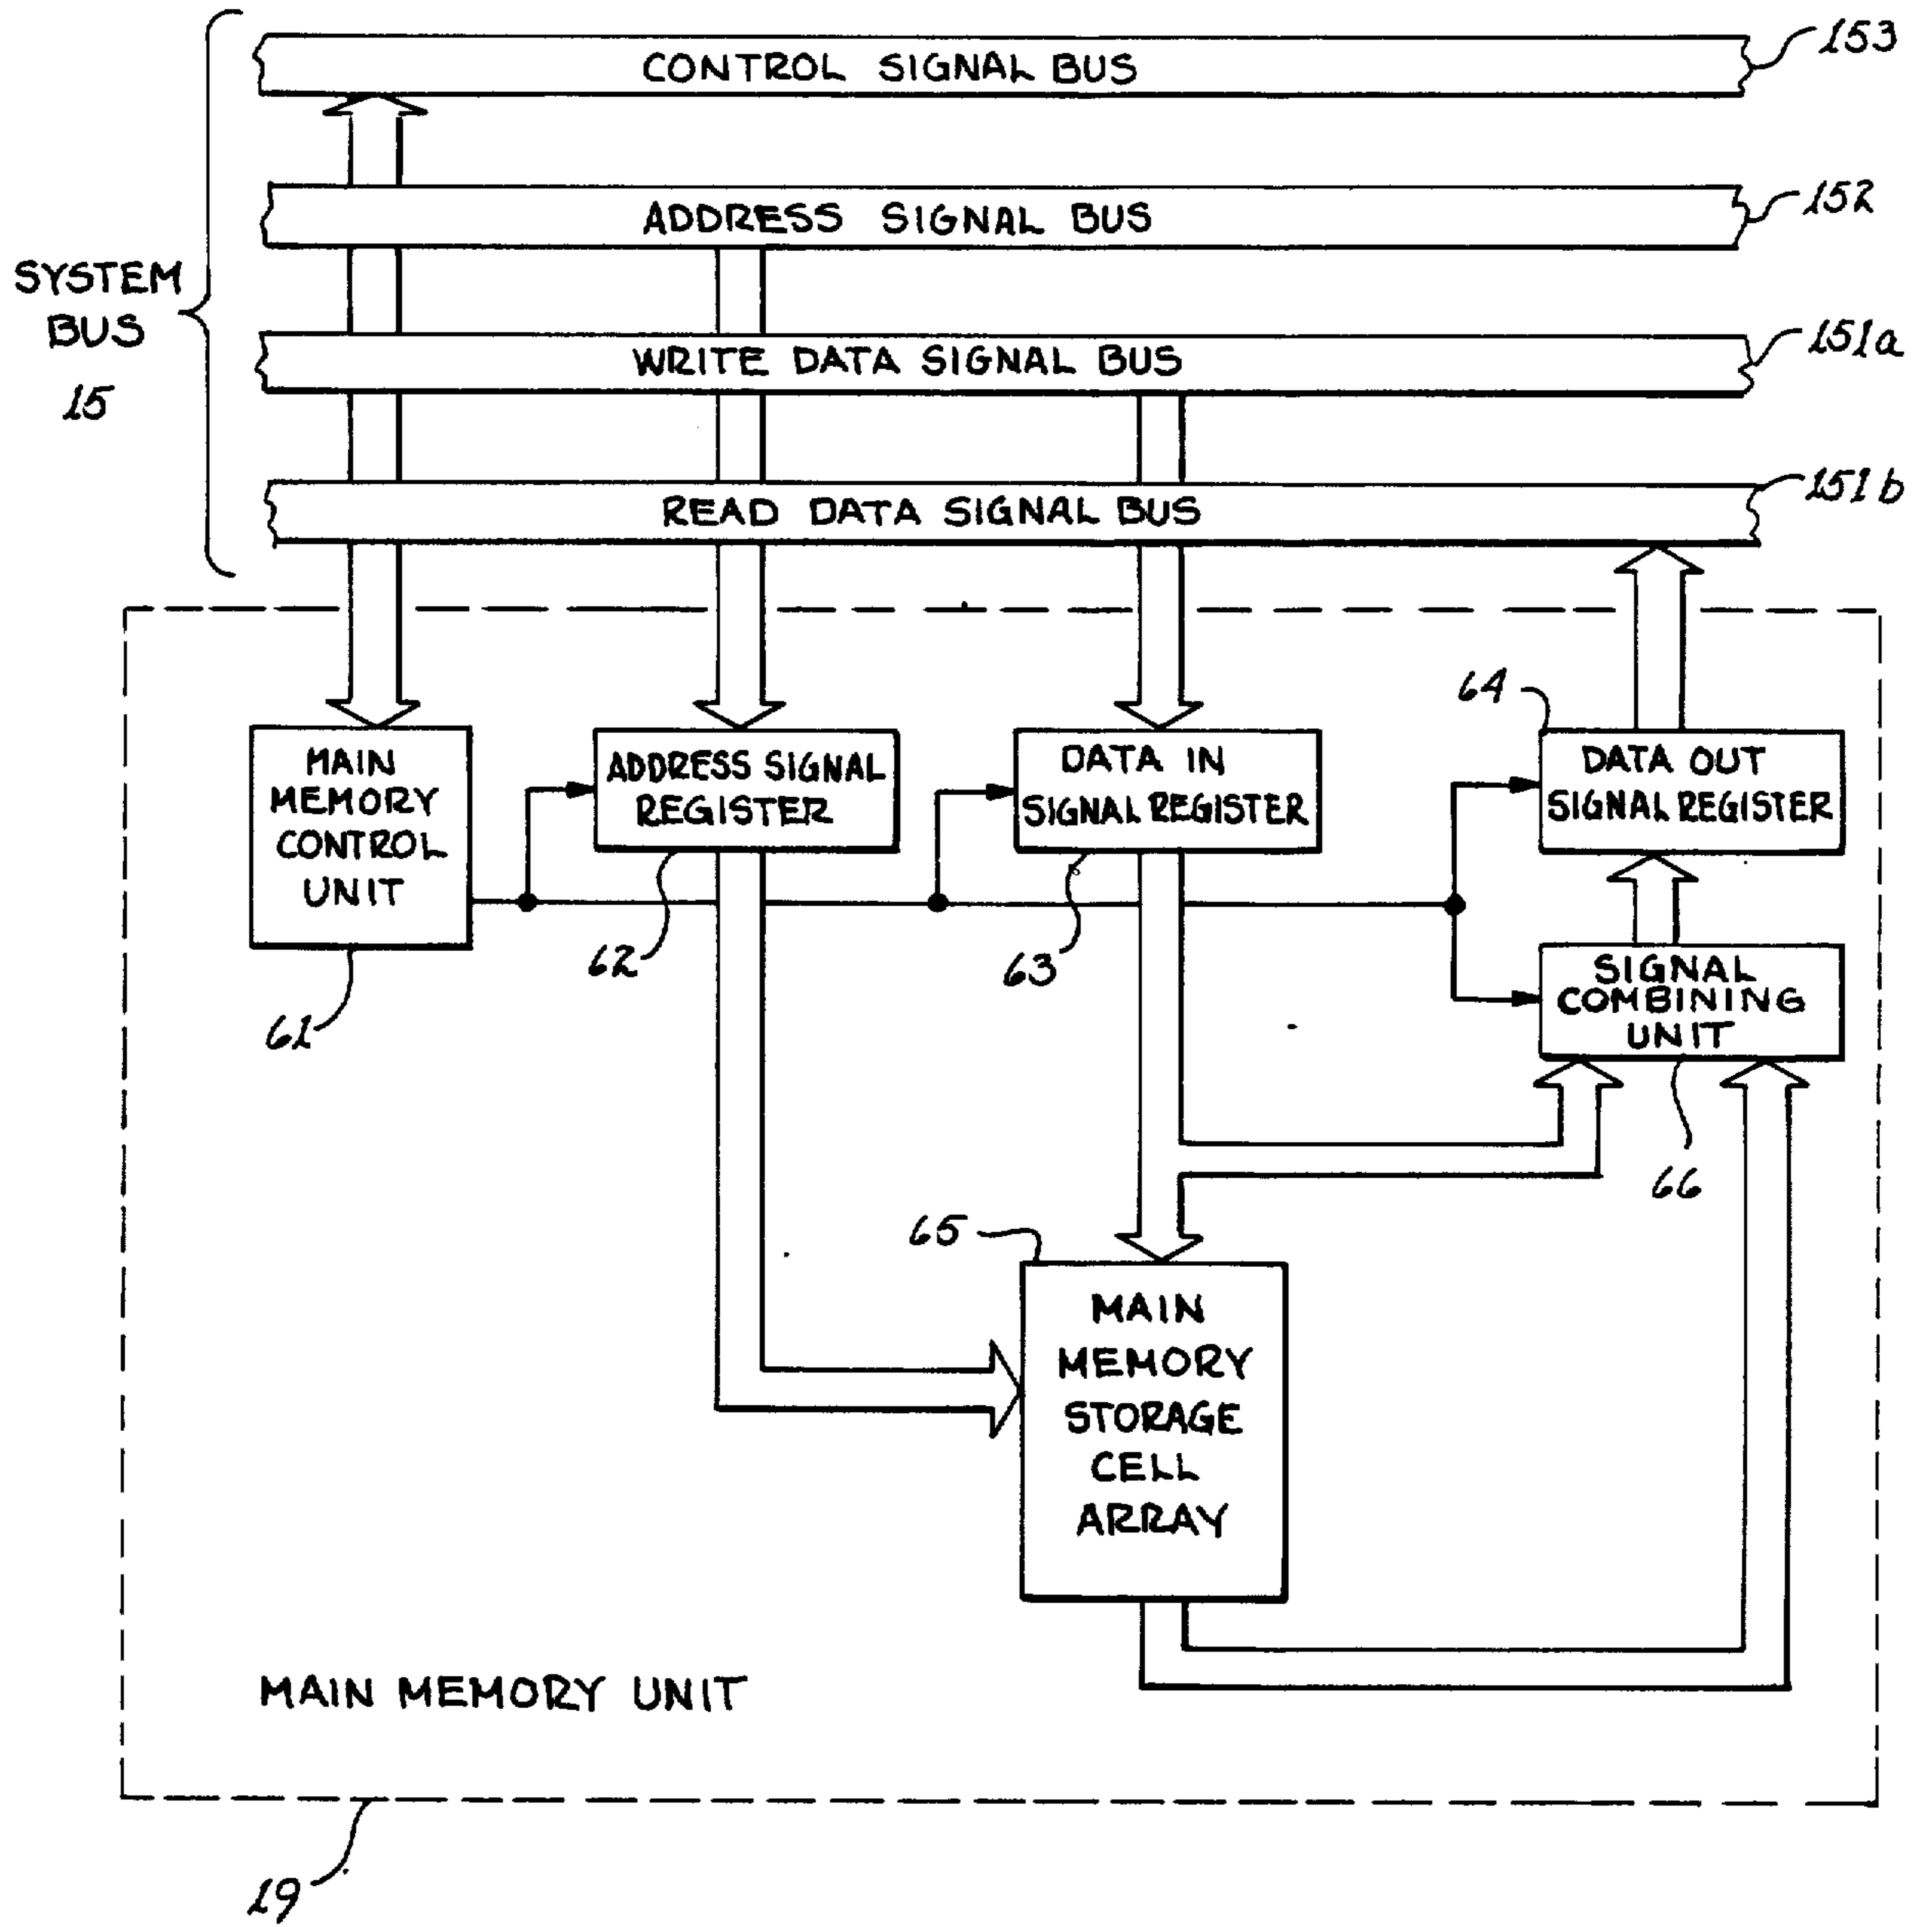 CONTROL SIGNAL BUS
153
ADDRESS SIGNAL BUS
152
SYSTEM
BUS
15
WRITE DATA SIGNAL BUS
151a
READ DATA SIGNAL BUS
151b
MAIN
MEMORY
CONTROL
UNIT
61
ADDRESS SIGNAL
REGISTER
62
DATA IN
SIGNAL REGISTER
63
64
DATA OUT
SIGNAL REGISTER
SIGNAL
COMBINING
UNIT
66
65
MAIN
MEMORY
STORAGE
CELL
ARRAY
MAIN MEMORY UNIT
19